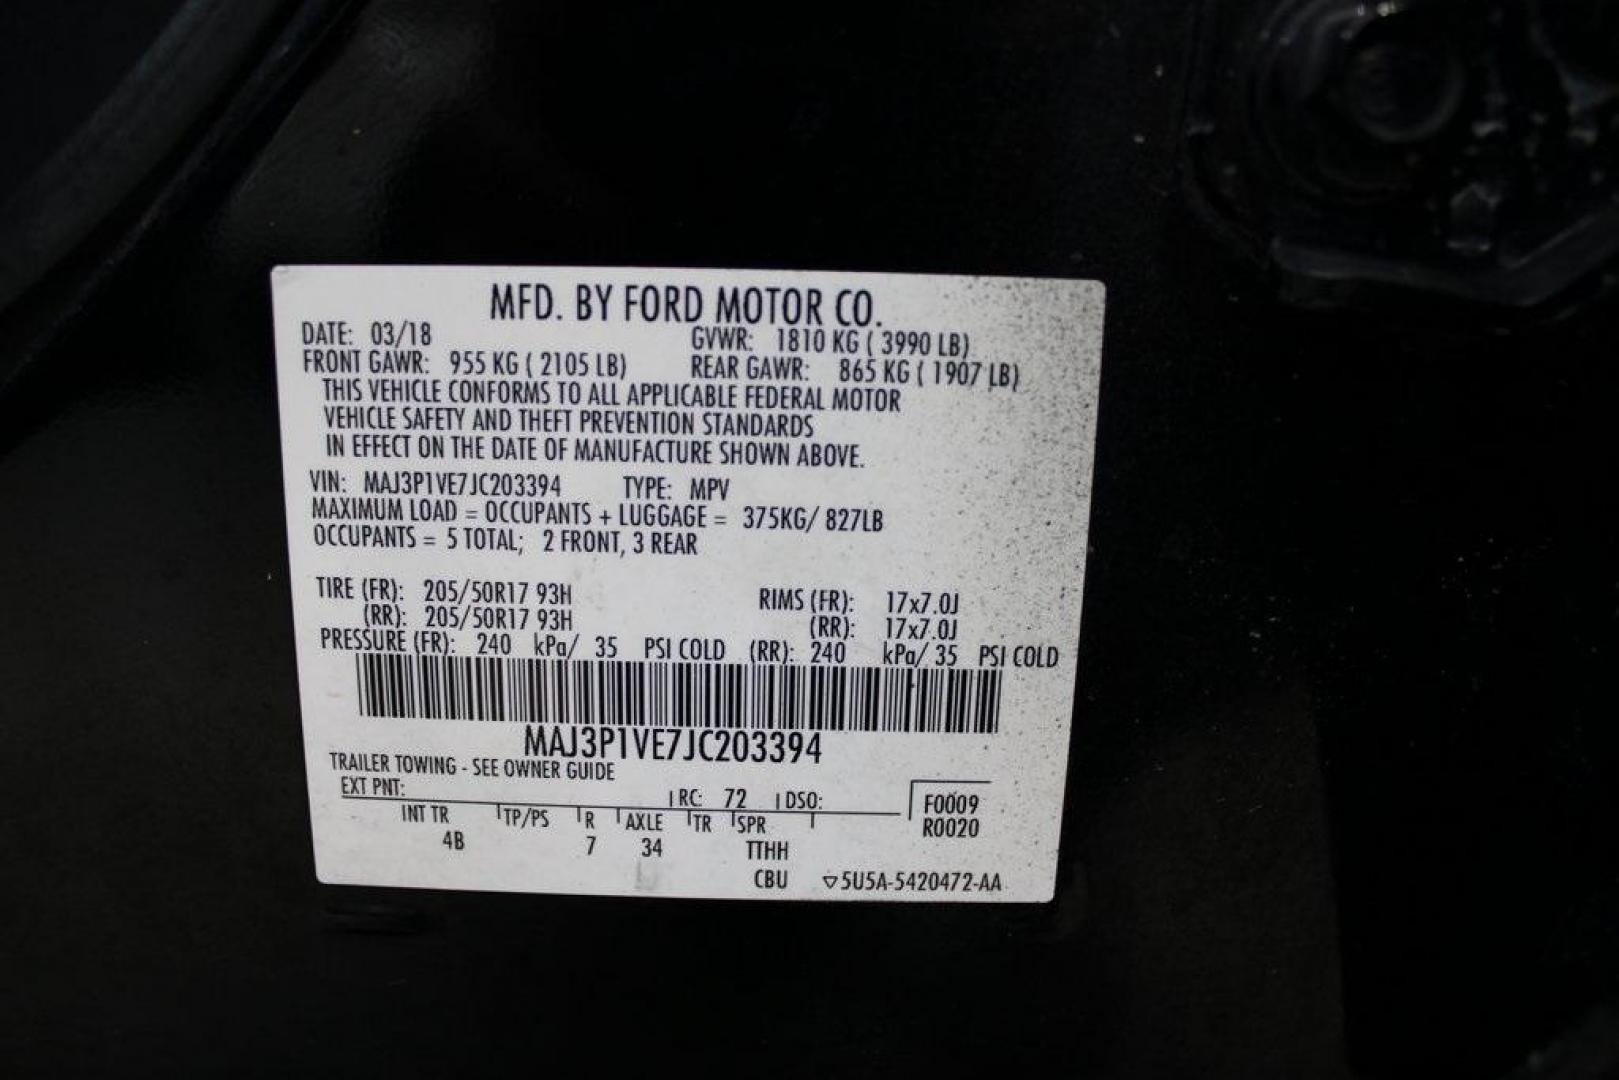 MFD. BY FORD MOTOR CO.
DATE: 03/18 GVWR: 1810 KG ( 3990 LB)
FRONT GAWR: 955 KG ( 2105 LB) REAR GAWR: 865 KG ( 1907 LB)
THIS VEHICLE CONFORMS TO ALL APPLICABLE FEDERAL MOTOR
VEHICLE SAFETY AND THEFT PREVENTION STANDARDS
IN EFFECT ON THE DATE OF MANUFACTURE SHOWN ABOVE.
VIN: MAJ3P1VE7JC203394 TYPE: MPV
MAXIMUM LOAD = OCCUPANTS + LUGGAGE = 375KG/ 827LB
OCCUPANTS = 5 TOTAL; 2 FRONT, 3 REAR
TIRE (FR): 205/50R17 93H RIMS (FR): 17x7.0J
(RR): 205/50R17 93H (RR): 17x7.0J
PRESSURE (FR): 240 kPa/ 35 PSI COLD (RR): 240 kPa/ 35 PSI COLD
MAJ3P1VE7JC203394
TRAILER TOWING - SEE OWNER GUIDE
EXT PNT: RC: 72 DSO: F0009
INT TR TP/PS R AXLE TR SPR R0020
4B 7 34 TTHH
CBU ▽5U5A-5420472-AA